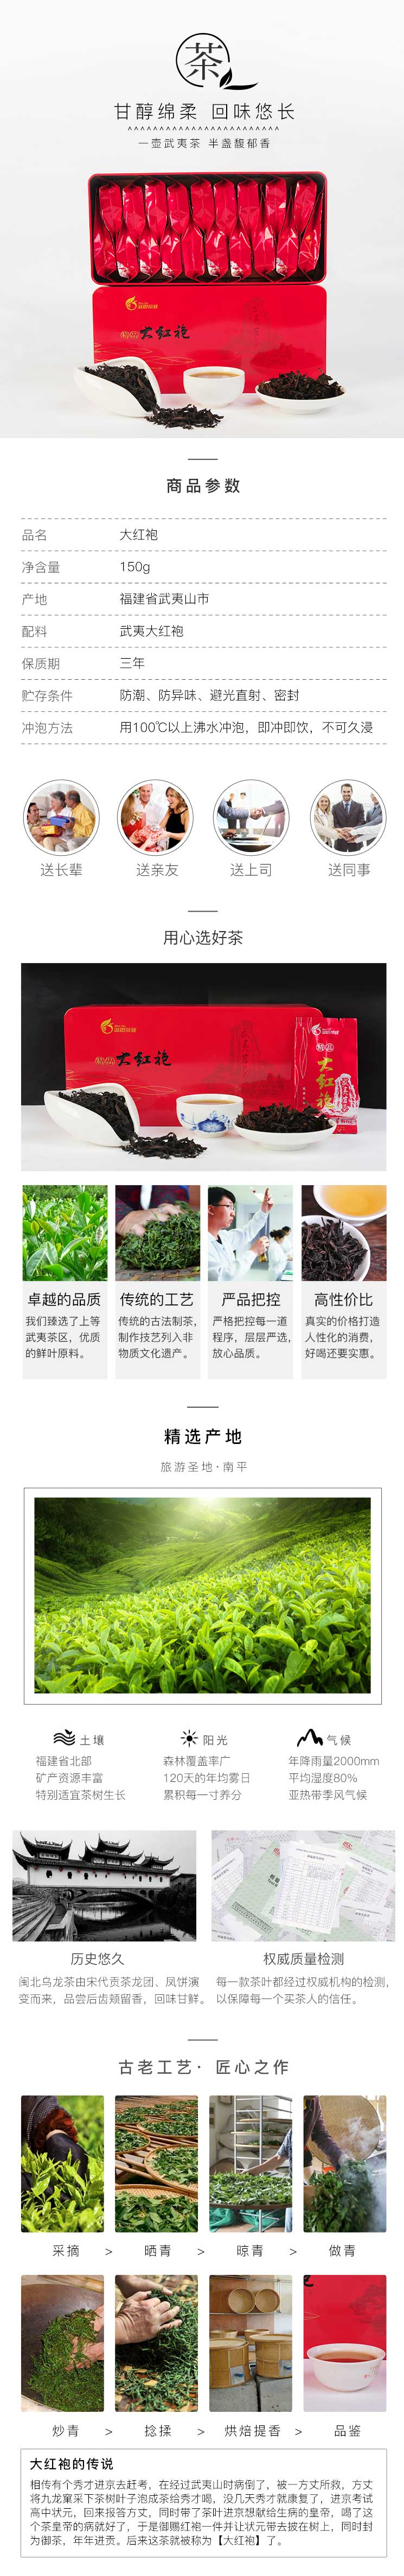 茶
甘醇绵柔 回味悠长
一壶武夷茶 半盏馥郁香
大红袍
商品参数
品名 大红袍
净含量 150g
产地 福建省武夷山市
配料 武夷大红袍
保质期 三年
贮存条件 防潮、防异味、避光直射、密封
冲泡方法 用100℃以上沸水冲泡，即冲即饮，不可久浸
送长辈 送亲友 送上司 送同事
用心选好茶
大红袍
大红袍
卓越的品质
我们臻选了上等
武夷茶区，优质
的鲜叶原料。
传统的工艺
传统的古法制茶，
制作技艺列入非
物质文化遗产。
严品把控
严格把控每一道
程序，层层严选，
放心品质。
高性价比
真实的价格打造
人性化的消费，
好喝还要实惠。
精选产地
旅游圣地·南平
土壤
福建省北部
矿产资源丰富
特别适宜茶树生长
阳光
森林覆盖率广
120天的年均雾日
累积每一寸养分
气候
年降雨量2000mm
平均湿度80%
亚热带季风气候
历史悠久
闽北乌龙茶由宋代贡茶龙团、凤饼演
变而来，品尝后齿颊留香，回味甘鲜。
权威质量检测
每一款茶叶都经过权威机构的检测，
以保障每一个买茶人的信任。
古老工艺· 匠心之作
采摘 > 晒青 > 晾青 > 做青
炒青 > 捻揉 > 烘焙提香 > 品鉴
大红袍的传说
相传有个秀才进京去赶考，在经过武夷山时病倒了，被一方丈所救，方丈
将九龙窠采下茶树叶子泡成茶给秀才喝，没几天秀才就康复了，进京考试
高中状元，回来报答方丈，同时带了茶叶进京想献给生病的皇帝，喝了这
个茶皇帝的病就好了，于是御赐红袍一件并让状元带去披在树上，同时封
为御茶，年年进贡。后来这茶就被称为【大红袍】了。